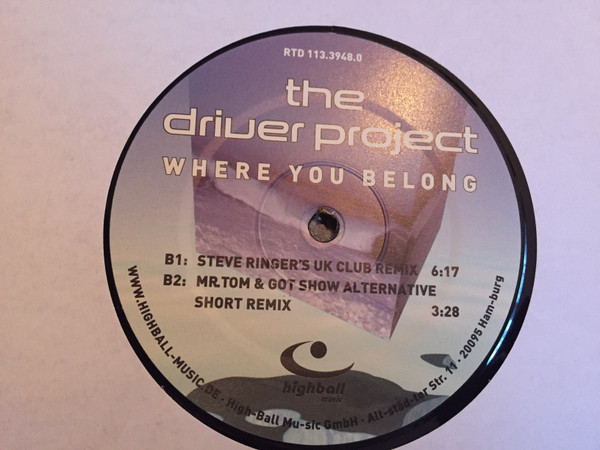 RTD 113.3948.0
the
driver project
WHERE YOU BELONG
B1: STEVE RINGER'S UK CLUB REMIX 6:17
B2: MR.TOM & GOT SHOW ALTERNATIVE
SHORT REMIX 3:28
highball
music
WWW.HIGHBALL-MUSIC.DE · High-Ball Mu-sic GmbH · Alt-städ-ter Str. 11 · 20095 Ham-burg